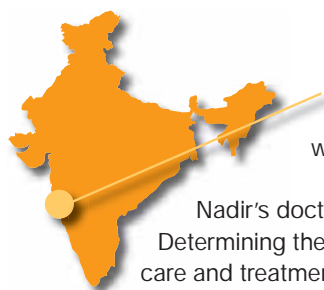 w
Nadir's doct
Determining the
care and treatmen